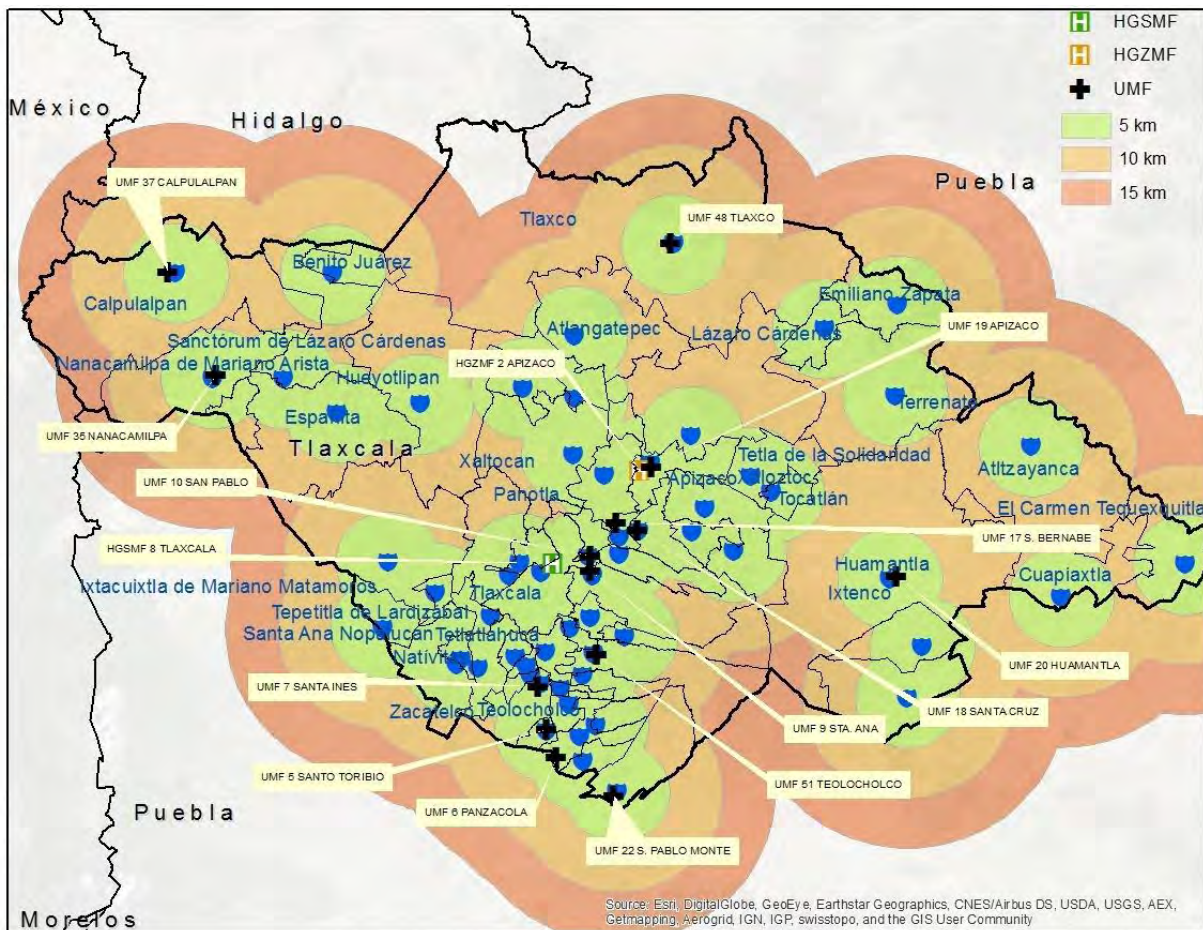 HGSMF
HGZMF
UMF
5 km
10 km
15 km
México
Hidalgo
Puebla
UMF 37 CALPULALPAN
Tlaxco
UMF 48 TLAXCO
Benito Juárez
Calpulalpan
Emiliano Zapata
Lázaro Cárdenas
UMF 19 APIZACO
Atlangatepec
Sanctórum de Lázaro Cárdenas
Nanacamilpa de Mariano Arista
HGZMF 2 APIZACO
Hueyotlipan
Españita
Terrenate
UMF 35 NANACAMILPA
Tlaxcala
Xaltocan
Tetla de la Solidaridad
Atltzayanca
UMF 10 SAN PABLO
Panotla
Apizaco
Xaloztoc
Tocatlán
El Carmen Tequexquitla
UMF 17 S. BERNABE
HGSMF 8 TLAXCALA
Huamantla
Cuapiaxtla
Ixtacuixtla de Mariano Matamoros
Tlaxcala
Ixtenco
Tepetitla de Lardizábal
Santa Ana Nopalucan
Tetlatlahuca
Nativitas
UMF 20 HUAMANTLA
UMF 7 SANTA INES
Zacatelco
Teolocholco
UMF 18 SANTA CRUZ
UMF 9 STA. ANA
UMF 5 SANTO TORIBIO
UMF 51 TEOLOCHOLCO
Puebla
UMF 6 PANZACOLA
UMF 22 S. PABLO MONTE
Morelos
Source: Esri, DigitalGlobe, GeoEye, Earthstar Geographics, CNES/Airbus DS, USDA, USGS, AEX,
Getmapping, Aerogrid, IGN, IGP, swisstopo, and the GIS User Community